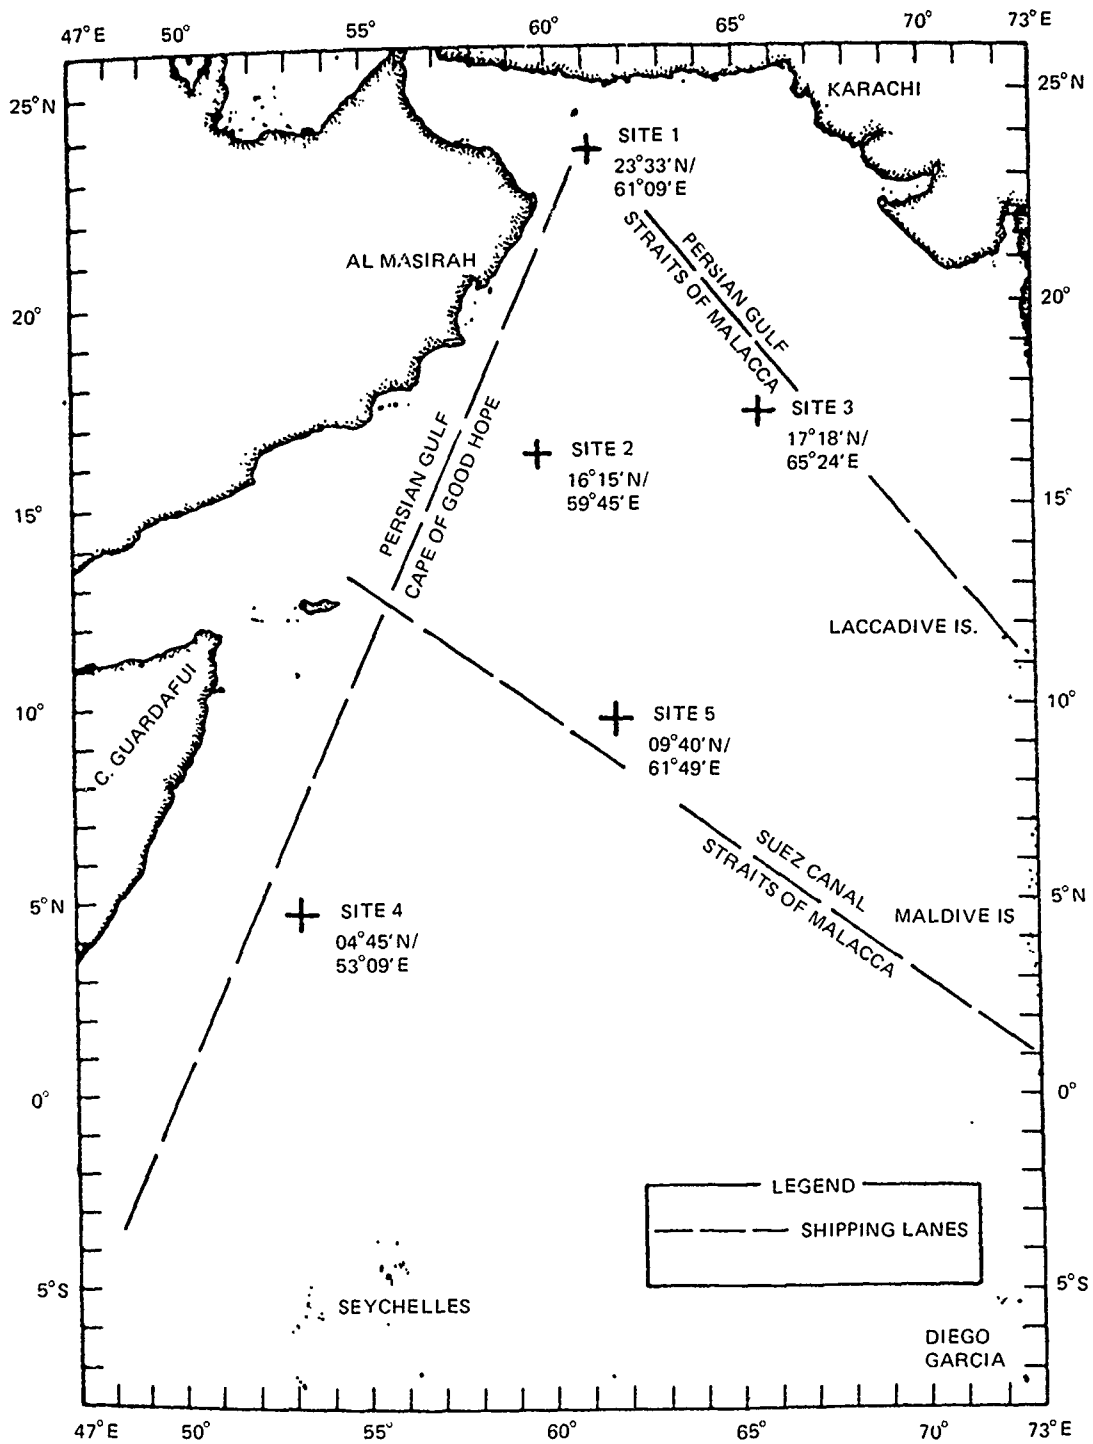 47°E 50° 55° 60° 65° 70° 73°E
25°N
25°N
KARACHI
SITE 1
23°33'N/
61°09'E
AL MASIRAH
PERSIAN GULF
STRAITS OF MALACCA
20°
20°
PERSIAN GULF
CAPE OF GOOD HOPE
SITE 3
17°18'N/
65°24'E
SITE 2
16°15'N/
59°45'E
15°
15°
LACCADIVE IS.
C. GUARDAFUI
10°
10°
SITE 5
09°40'N/
61°49'E
SUEZ CANAL
STRAITS OF MALACCA
5°N
5°N
SITE 4
04°45'N/
53°09'E
MALDIVE IS
0°
0°
LEGEND
SHIPPING LANES
5°S
5°S
SEYCHELLES
DIEGO
GARCIA
47°E 50° 55° 60° 65° 70° 73°E